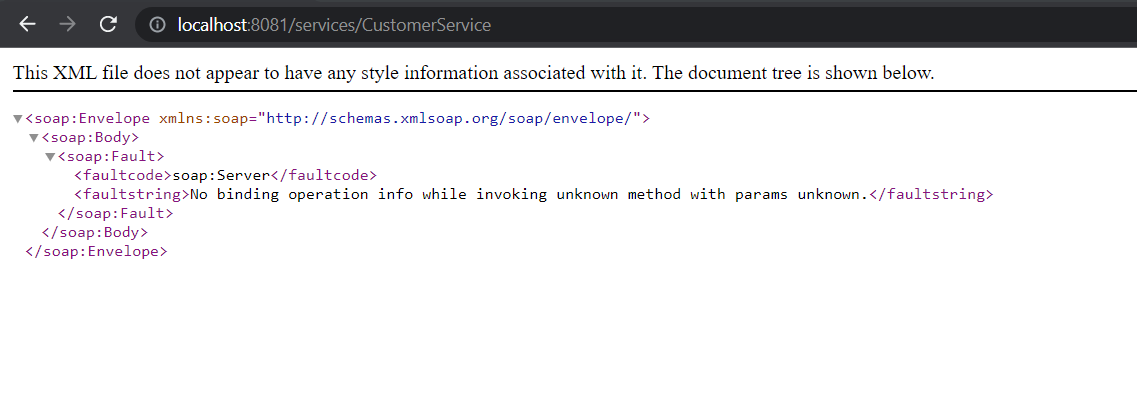 localhost:8081/services/CustomerService
This XML file does not appear to have any style information associated with it. The document tree is shown below.
▼<soap:Envelope xmlns:soap="http://schemas.xmlsoap.org/soap/envelope/">
▼<soap:Body>
▼<soap:Fault>
<faultcode>soap:Server</faultcode>
<faultstring>No binding operation info while invoking unknown method with params unknown.</faultstring>
</soap:Fault>
</soap:Body>
</soap:Envelope>